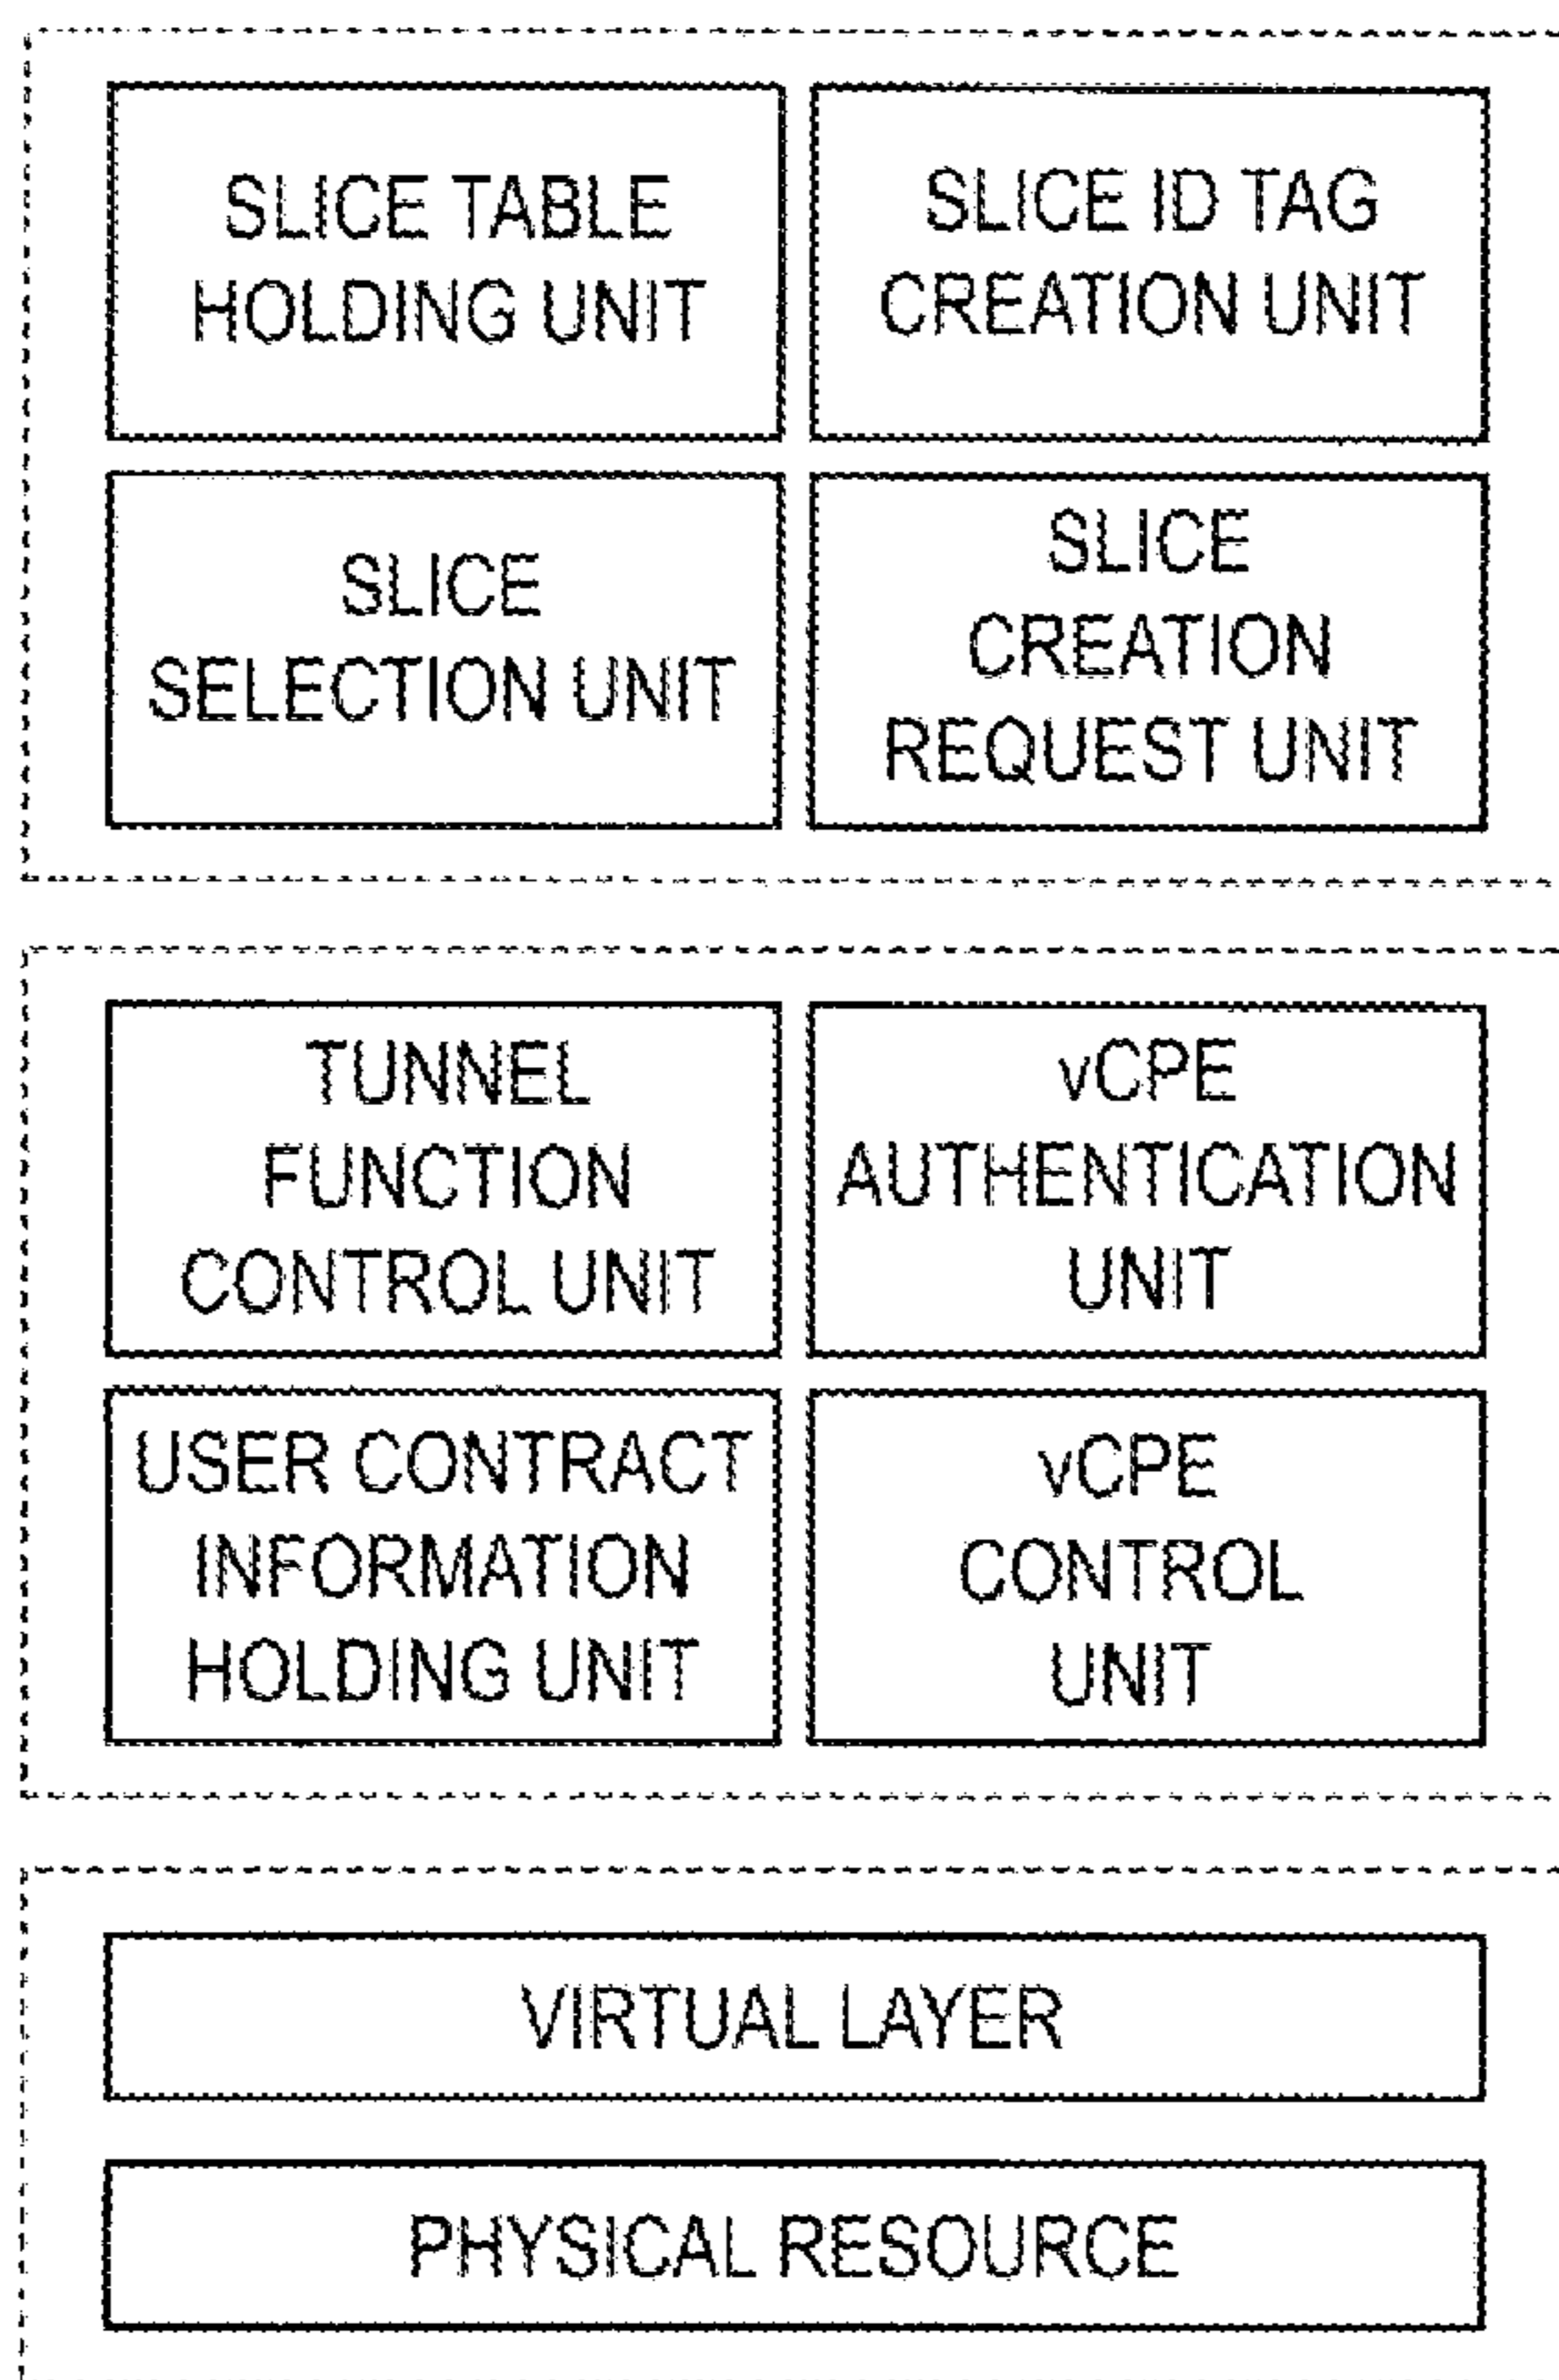 SLICE TABLE
HOLDING UNIT
SLICE ID TAG
CREATION UNIT
SLICE
SELECTION UNIT
SLICE
CREATION
REQUEST UNIT
TUNNEL
FUNCTION
CONTROL UNIT
vCPE
AUTHENTICATION
UNIT
USER CONTRACT
INFORMATION
HOLDING UNIT
vCPE
CONTROL
UNIT
VIRTUAL LAYER
PHYSICAL RESOURCE